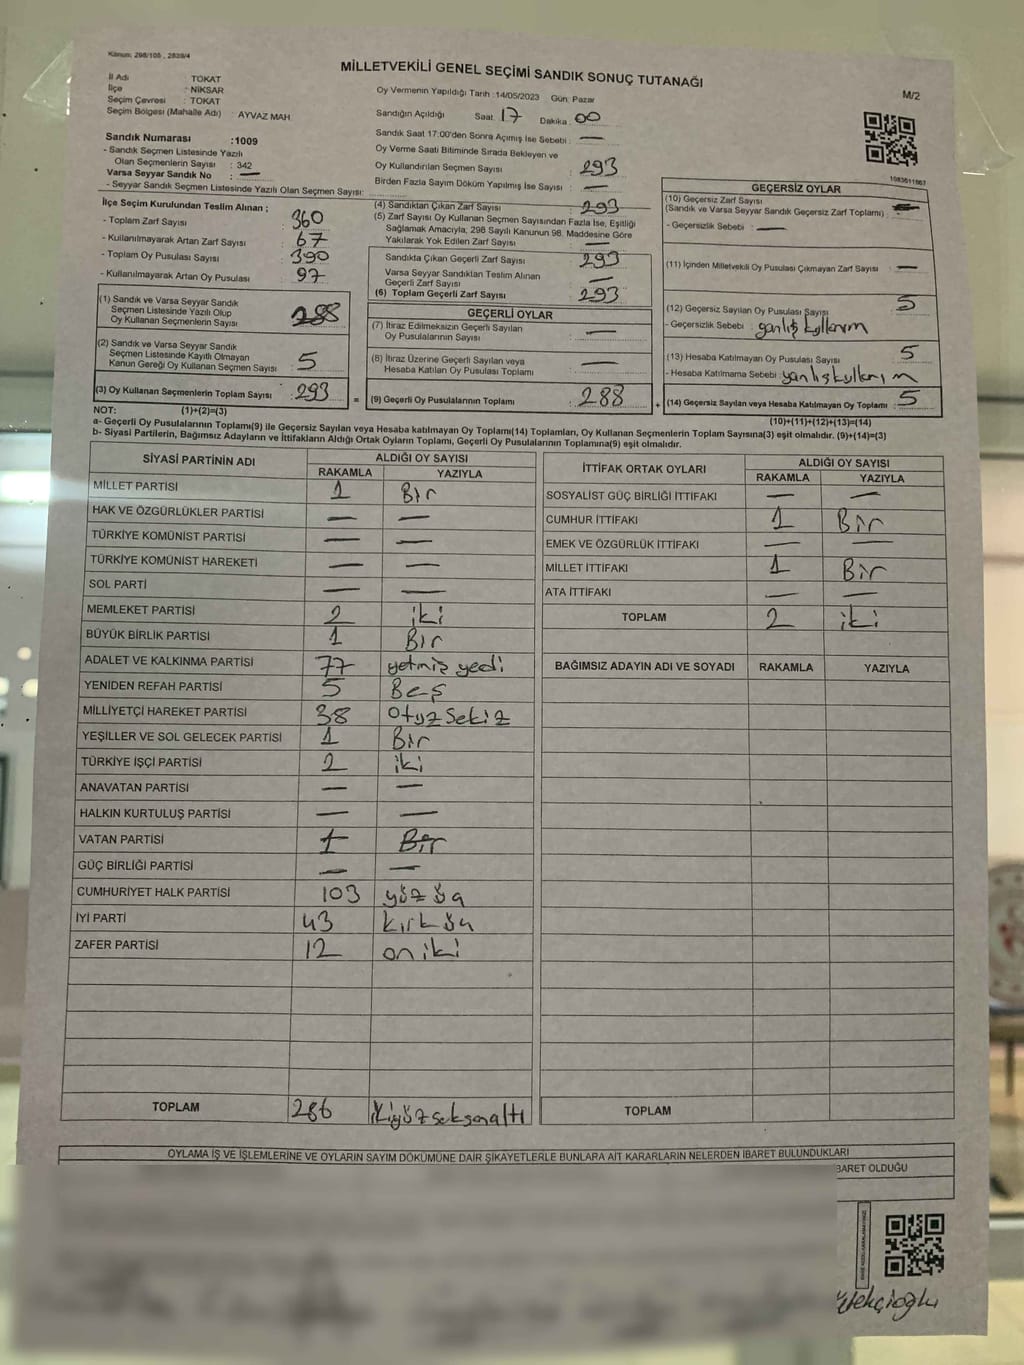 Kanun: 298/105 , 2839/4
MİLLETVEKİLİ GENEL SEÇİMİ SANDIK SONUÇ TUTANAĞI
M/2
İl Adı : TOKAT
İlçe : NİKSAR
Seçim Çevresi : TOKAT
Seçim Bölgesi (Mahalle Adı) AYVAZ MAH.
Oy Vermenin Yapıldığı Tarih :14/05/2023 Gün: Pazar
Sandığın Açıldığı Saat: 17 Dakika: 00
Sandık Saat 17:00'den Sonra Açımış İse Sebebi : —
Oy Verme Saati Bitiminde Sırada Bekleyen ve
Oy Kullandırılan Seçmen Sayısı : 293
Birden Fazla Sayım Döküm Yapılmış İse Sayısı : —
Sandık Numarası :1009
- Sandık Seçmen Listesinde Yazılı
Olan Seçmenlerin Sayısı : 342
Varsa Seyyar Sandık No : —
- Seyyar Sandık Seçmen Listesinde Yazılı Olan Seçmen Sayısı:
İlçe Seçim Kurulundan Teslim Alınan ;
- Toplam Zarf Sayısı : 360
- Kullanılmayarak Artan Zarf Sayısı : 67
- Toplam Oy Pusulası Sayısı : 390
- Kullanılmayarak Artan Oy Pusulası : 97
(1) Sandık ve Varsa Seyyar Sandık
Seçmen Listesinde Yazılı Olup
Oy Kullanan Seçmenlerin Sayısı : 288
(2) Sandık ve Varsa Seyyar Sandık
Seçmen Listesinde Kayıtlı Olmayan
Kanun Gereği Oy Kullanan Seçmen Sayısı : 5
(3) Oy Kullanan Seçmenlerin Toplam Sayısı : 293
(4) Sandıktan Çıkan Zarf Sayısı : 293
(5) Zarf Sayısı Oy Kullanan Seçmen Sayısından Fazla İse, Eşitliği
Sağlamak Amacıyla, 298 Sayılı Kanunun 98. Maddesine Göre
Yakılarak Yok Edilen Zarf Sayısı : —
Sandıkta Çıkan Geçerli Zarf Sayısı : 293
Varsa Seyyar Sandıktan Teslim Alınan
Geçerli Zarf Sayısı : —
(6) Toplam Geçerli Zarf Sayısı : 293
GEÇERLİ OYLAR
(7) İtiraz Edilmeksizin Geçerli Sayılan
Oy Pusulalarının Sayısı : —
(8) İtiraz Üzerine Geçerli Sayılan veya
Hesaba Katılan Oy Pusulası Toplamı : —
= (9) Geçerli Oy Pusulalarının Toplamı : 288
1083611867
GEÇERSİZ OYLAR
(10) Geçersiz Zarf Sayısı
(Sandık ve Varsa Seyyar Sandık Geçersiz Zarf Toplamı) : —
- Geçersizlik Sebebi : —
(11) İçinden Milletvekili Oy Pusulası Çıkmayan Zarf Sayısı : —
(12) Geçersiz Sayılan Oy Pusulası Sayısı : 5
- Geçersizlik Sebebi : yanlış kullanım
(13) Hesaba Katılmayan Oy Pusulası Sayısı : 5
- Hesaba Katılmama Sebebi : yanlış kullanım
+ (14) Geçersiz Sayılan veya Hesaba Katılmayan Oy Toplamı : 5
NOT: (1)+(2)=(3)
(10)+(11)+(12)+(13)=(14)
a- Geçerli Oy Pusulalarının Toplamı(9) ile Geçersiz Sayılan veya Hesaba katılmayan Oy Toplamı(14) Toplamları, Oy Kullanan Seçmenlerin Toplam Sayısına(3) eşit olmalıdır. (9)+(14)=(3)
b- Siyasi Partilerin, Bağımsız Adayların ve İttifakların Aldığı Ortak Oyların Toplamı, Geçerli Oy Pusulalarının Toplamına(9) eşit olmalıdır.
SİYASİ PARTİNİN ADI ALDIĞI OY SAYISI
RAKAMLA YAZIYLA
MİLLET PARTİSİ 1 Bir
HAK VE ÖZGÜRLÜKLER PARTİSİ — —
TÜRKİYE KOMÜNİST PARTİSİ — —
TÜRKİYE KOMÜNİST HAREKETİ — —
SOL PARTİ — —
MEMLEKET PARTİSİ 2 iki
BÜYÜK BİRLİK PARTİSİ 1 Bir
ADALET VE KALKINMA PARTİSİ 77 yetmiş yedi
YENİDEN REFAH PARTİSİ 5 Beş
MİLLİYETÇİ HAREKET PARTİSİ 38 Otuz Sekiz
YEŞİLLER VE SOL GELECEK PARTİSİ 1 Bir
TÜRKİYE İŞÇİ PARTİSİ 2 iki
ANAVATAN PARTİSİ — —
HALKIN KURTULUŞ PARTİSİ — —
VATAN PARTİSİ 1 Bir
GÜÇ BİRLİĞİ PARTİSİ — —
CUMHURİYET HALK PARTİSİ 103 yüz üç
İYİ PARTİ 43 kırk üç
ZAFER PARTİSİ 12 on iki
TOPLAM 286 ikiyüz seksen altı
İTTİFAK ORTAK OYLARI ALDIĞI OY SAYISI
RAKAMLA YAZIYLA
SOSYALİST GÜÇ BİRLİĞİ İTTİFAKI — —
CUMHUR İTTİFAKI 1 Bir
EMEK VE ÖZGÜRLÜK İTTİFAKI — —
MİLLET İTTİFAKI 1 Bir
ATA İTTİFAKI — —
TOPLAM 2 iki
BAĞIMSIZ ADAYIN ADI VE SOYADI RAKAMLA YAZIYLA
TOPLAM
OYLAMA İŞ VE İŞLEMLERİNE VE OYLARIN SAYIM DÖKÜMÜNE DAİR ŞİKAYETLERLE BUNLARA AİT KARARLARIN NELERDEN İBARET BULUNDUKLARI
BARET OLDUĞU